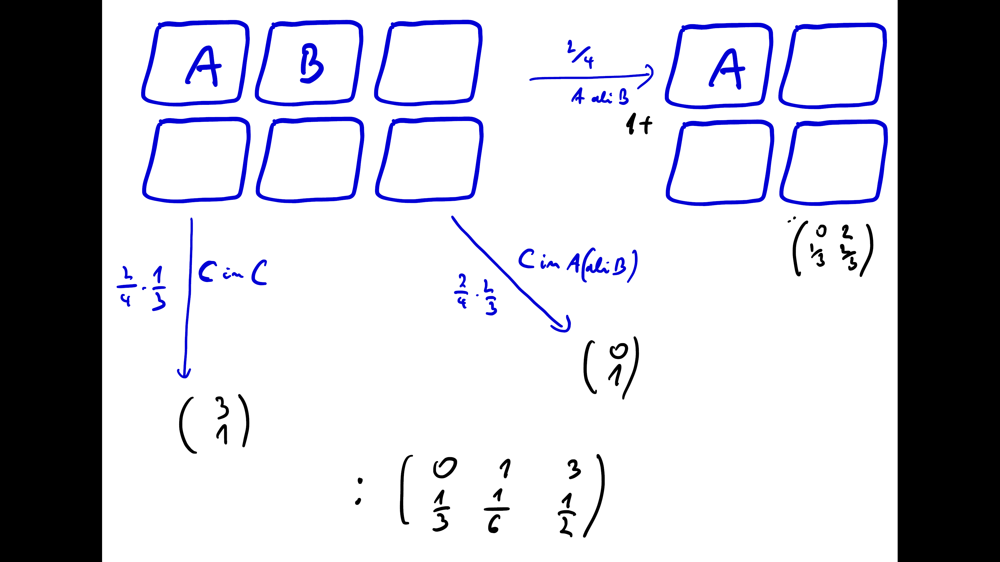 A B
2/4
A ali B
1+
A
( 0 2
1/3 2/3 )
2/4 · 1/3
C in C
C in A(ali B)
2/4 · 2/3
( 0
1 )
( 3
1 )
: ( 0 1 3
1/3 1/6 1/2 )